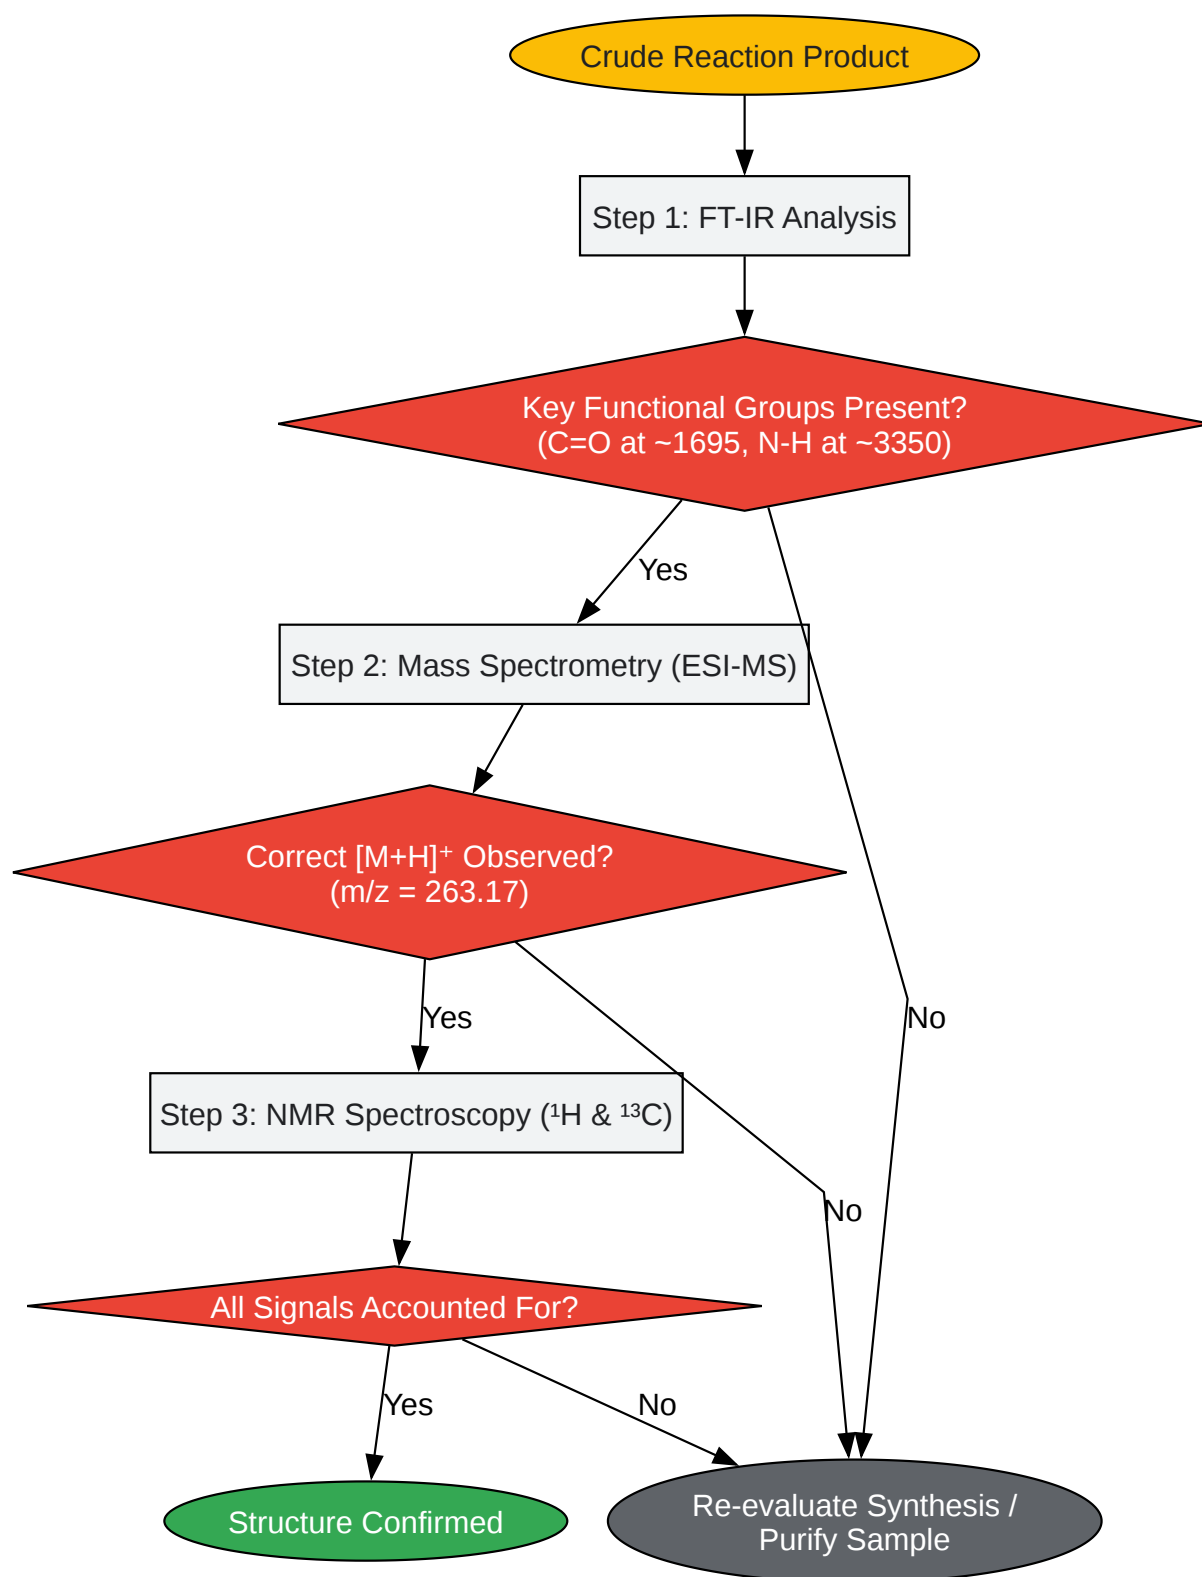 Crude Reaction Product
Step 1: FT-IR Analysis
Key Functional Groups Present?
(C=O at ~1695, N-H at ~3350)
Yes
Step 2: Mass Spectrometry (ESI-MS)
Correct [M+H]⁺ Observed?
(m/z = 263.17)
Yes
No
Step 3: NMR Spectroscopy (¹H & ¹³C)
No
All Signals Accounted For?
Yes
No
Structure Confirmed
Re-evaluate Synthesis /
Purify Sample